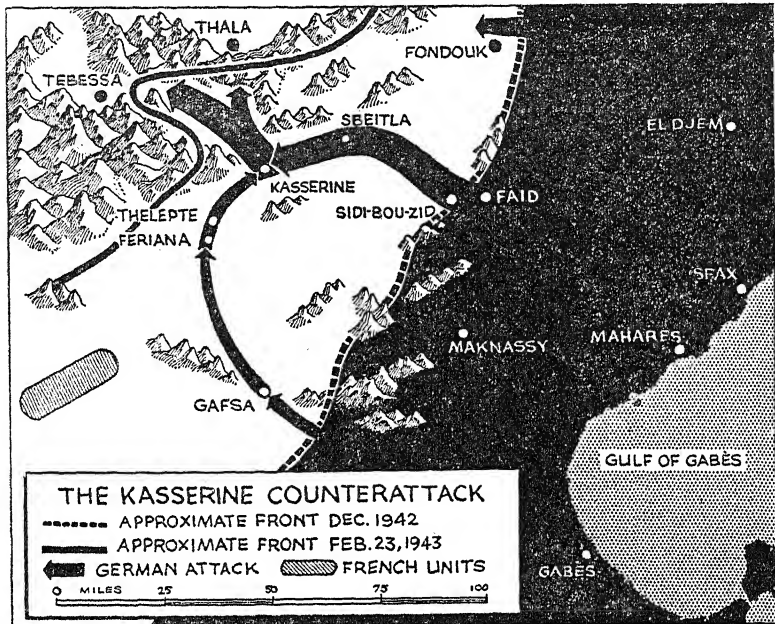 THALA
FONDOUK
TEBESSA
SBEITLA
EL DJEM
KASSERINE
THELEPTE
FERIANA
SIDI-BOU-ZID
FAID
SFAX
MAKNASSY
MAHARES
GAFSA
GULF OF GABÈS
THE KASSERINE COUNTERATTACK
APPROXIMATE FRONT DEC. 1942
APPROXIMATE FRONT FEB. 23, 1943
GERMAN ATTACK FRENCH UNITS
0 MILES 25 50 75 100
GABÈS